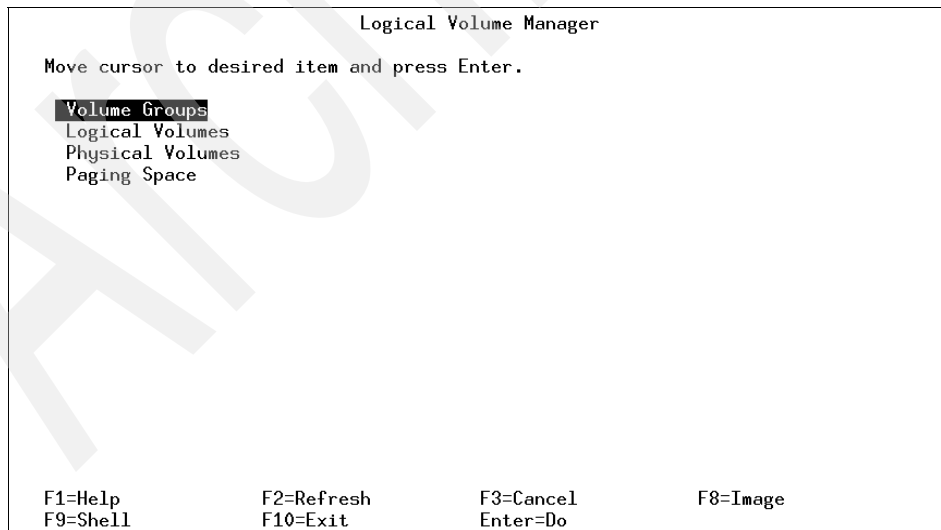 Logical Volume Manager
Move cursor to desired item and press Enter.
Volume Groups
Logical Volumes
Physical Volumes
Paging Space
F1=Help F2=Refresh F3=Cancel F8=Image
F9=Shell F10=Exit Enter=Do